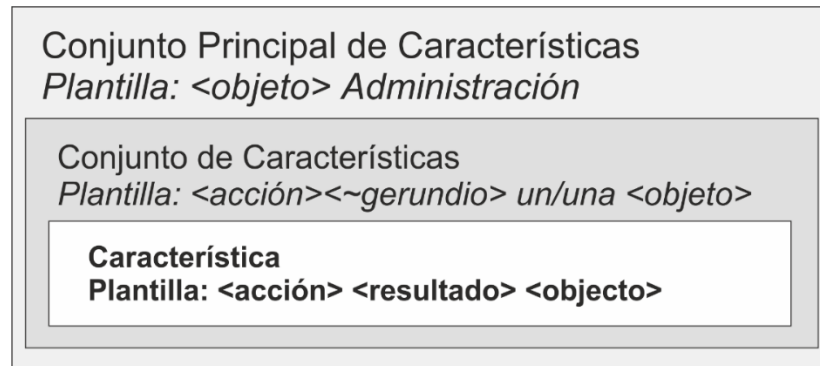 Conjunto Principal de Características
Plantilla: <objeto> Administración
Conjunto de Características
Plantilla: <acción><~gerundio> un/una <objeto>
Característica
Plantilla: <acción> <resultado> <objecto>